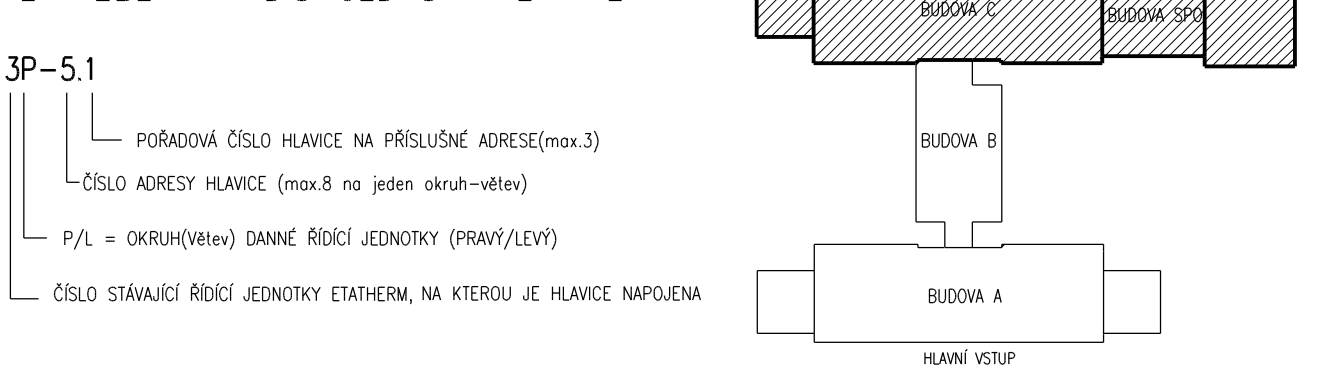 3P-5.1
POŘADOVÁ ČÍSLO HLAVICE NA PŘÍSLUŠNÉ ADRESE(max.3)
ČÍSLO ADRESY HLAVICE (max.8 na jeden okruh-větev)
P/L = OKRUH(Větev) DANNÉ ŘÍDÍCÍ JEDNOTKY (PRAVÝ/LEVÝ)
ČÍSLO STÁVAJÍCÍ ŘÍDÍCÍ JEDNOTKY ETATHERM, NA KTEROU JE HLAVICE NAPOJENA
BUDOVA C
BUDOVA SPO
BUDOVA B
BUDOVA A
HLAVNÍ VSTUP